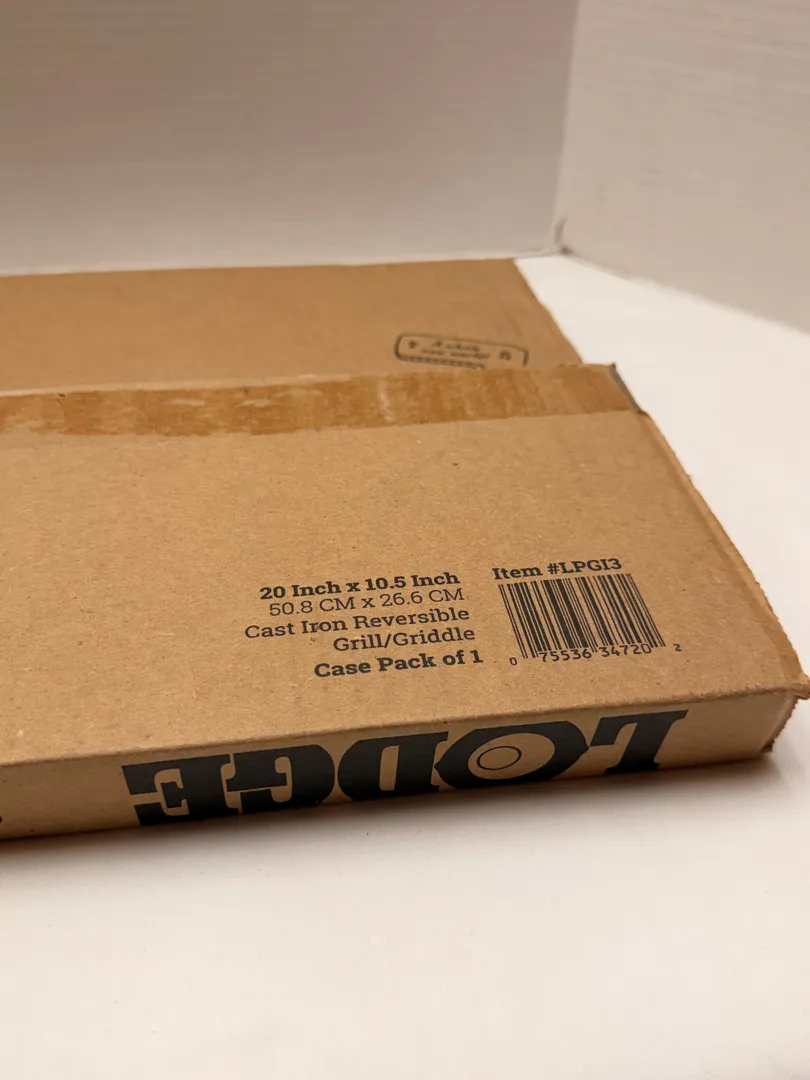 20 Inch x 10.5 Inch
50.8 CM x 26.6 CM
Cast Iron Reversible
Grill/Griddle
Case Pack of 1
Item #LPGI3
0 75536 34720 2
LODGE